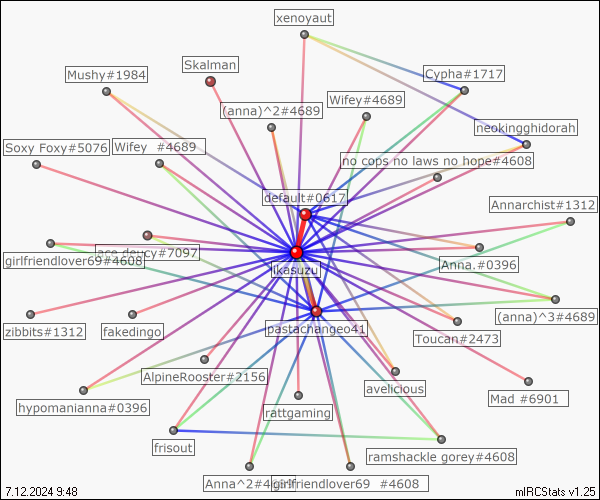 xenoyaut
Skalman
Mushy#1984
Cypha#1717
Wifey#4689
(anna)^2#4689
neokingghidorah
Soxy Foxy#5076
Wifey #4689
no cops no laws no hope#4608
default#0617
Annarchist#1312
ace deucy#7097
girlfriendlover69#4608
Anna.#0396
ikasuzu
(anna)^3#4689
zibbits#1312
fakedingo
pastachangeo41
Toucan#2473
AlpineRooster#2156
avelicious
Mad #6901
hypomanianna#0396
rattgaming
frisout
ramshackle gorey#4608
Anna^2#4689
girlfriendlover69 #4608
7.12.2024 9:48
mIRCStats v1.25